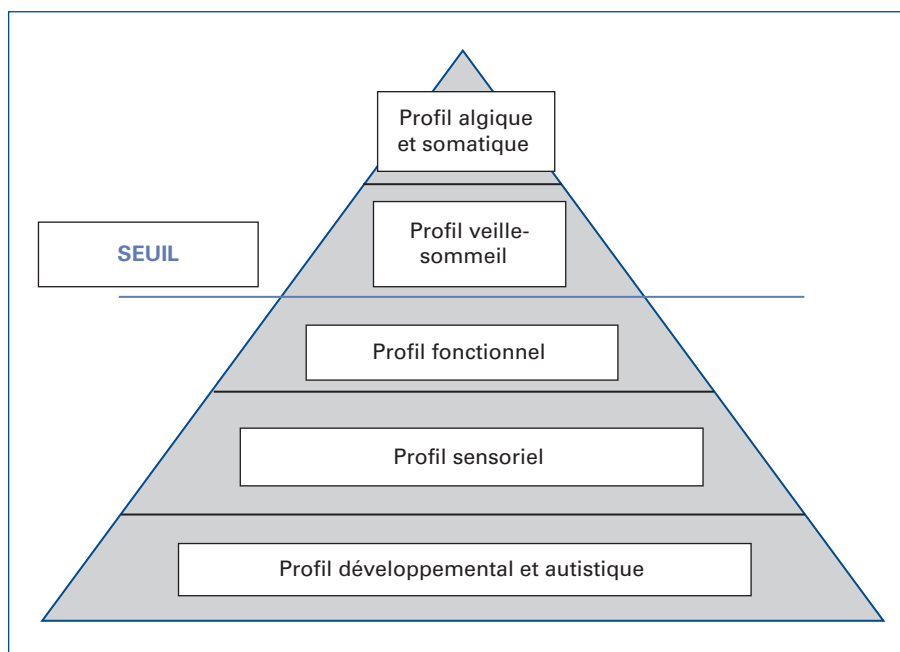 Profil algique
et somatique
SEUIL
Profil veille-
sommeil
Profil fonctionnel
Profil sensoriel
Profil développemental et autistique